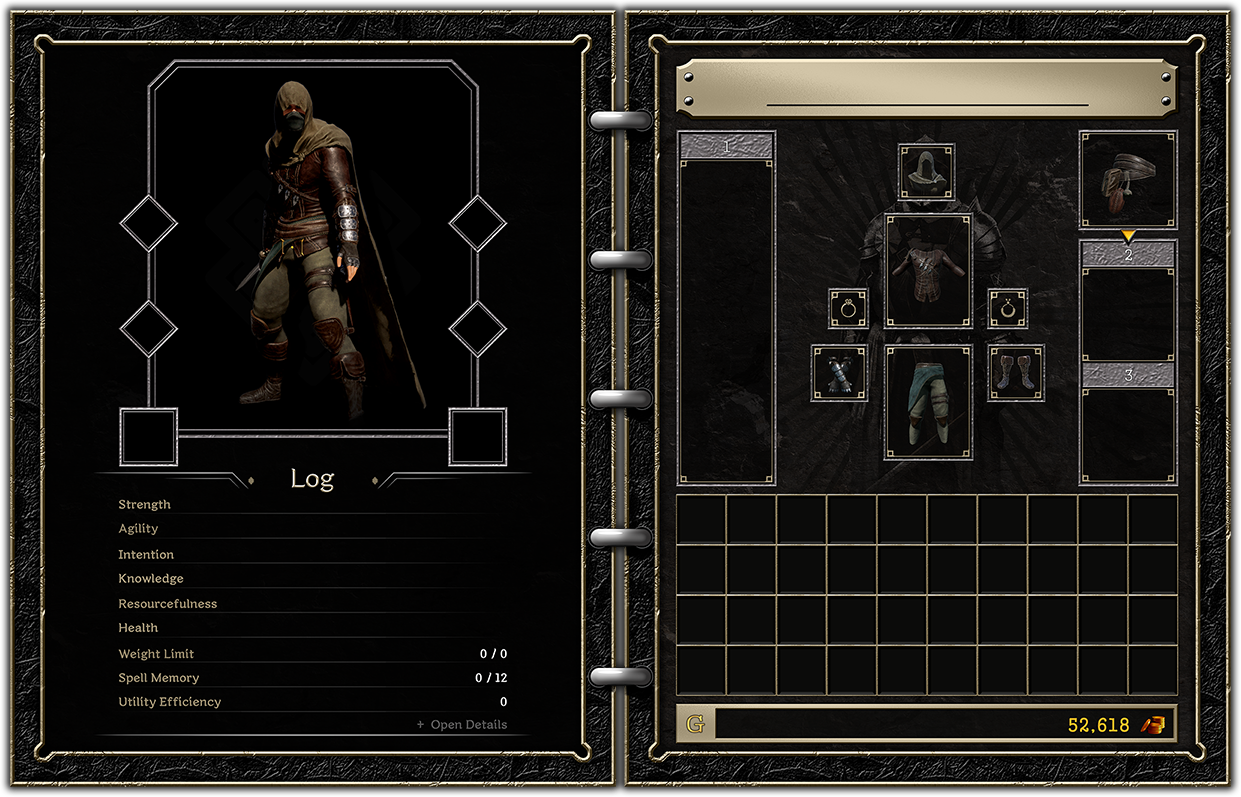 Log
Strength
Agility
Intention
Knowledge
Resourcefulness
Health
Weight Limit 0 / 0
Spell Memory 0 / 12
Utility Efficiency 0
+ Open Details
1
2
3
G 52,618